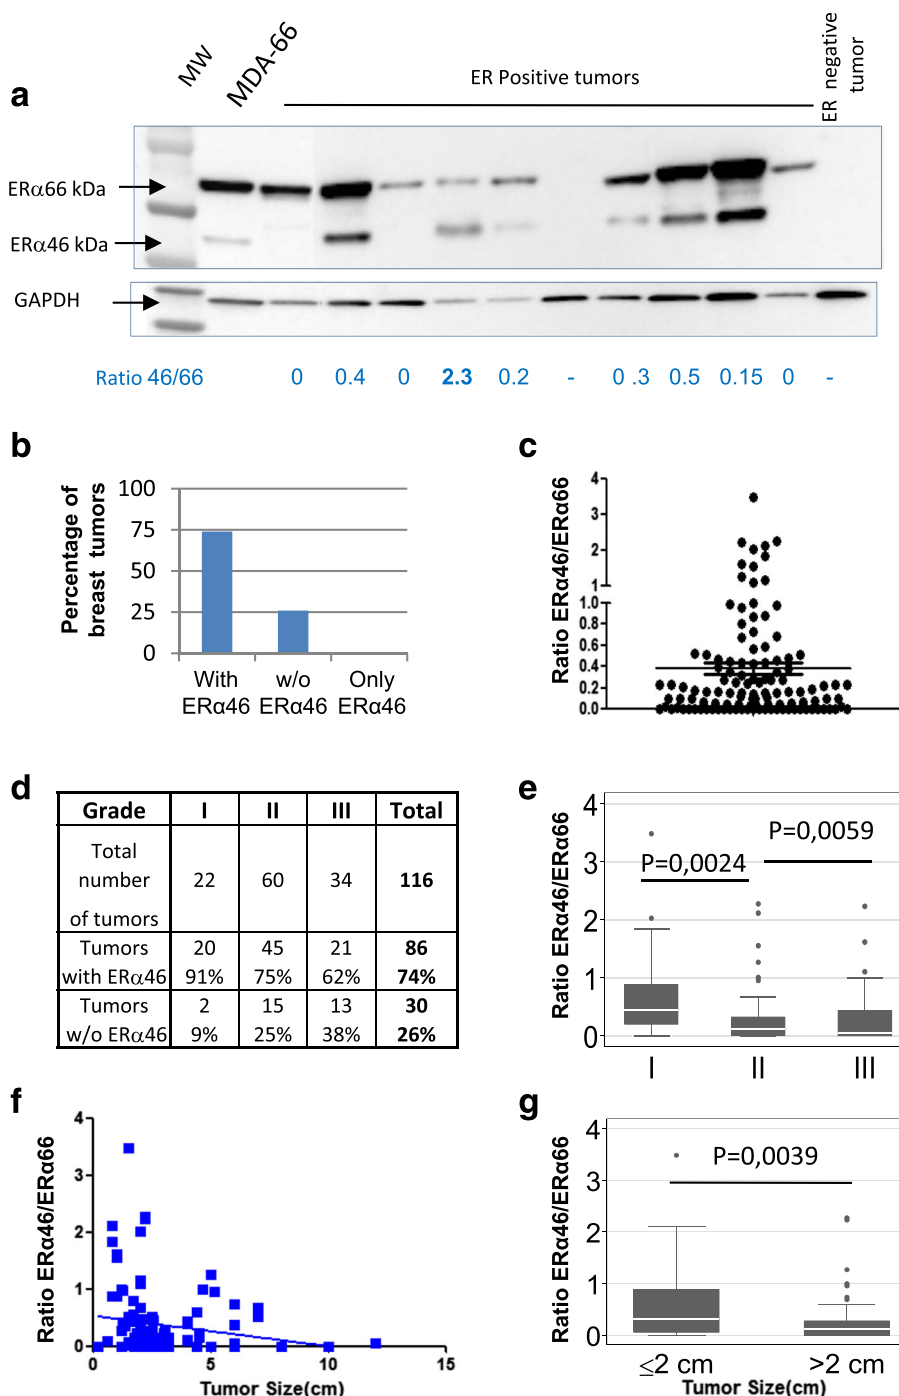 a
MW
MDA-66
ER Positive tumors
ER negative
tumor
ERα66 kDa
ERα46 kDa
GAPDH
Ratio 46/66 0 0.4 0 2.3 0.2 - 0 .3 0.5 0.15 0 -
b
Percentage of
breast tumors
100
75
50
25
0
With
ERα46
w/o
ERα46
Only
ERα46
c
Ratio ERα46/ERα66
4
3
2
1
1.0
0.8
0.6
0.4
0.2
0.0
d
Grade I II III Total
Total
number
of tumors
22 60 34 116
Tumors
with ERα46
20 45 21 86
91% 75% 62% 74%
Tumors
w/o ERα46
2 15 13 30
9% 25% 38% 26%
e
Ratio ERα46/ERα66
4
3
2
1
0
P=0,0024
P=0,0059
I II III
f
Ratio ERα46/ERα66
4
3
2
1
0
0 5 10 15
Tumor Size(cm)
g
Ratio ERα46/ERα66
4
3
2
1
0
P=0,0039
≤2 cm >2 cm
Tumor Size(cm)